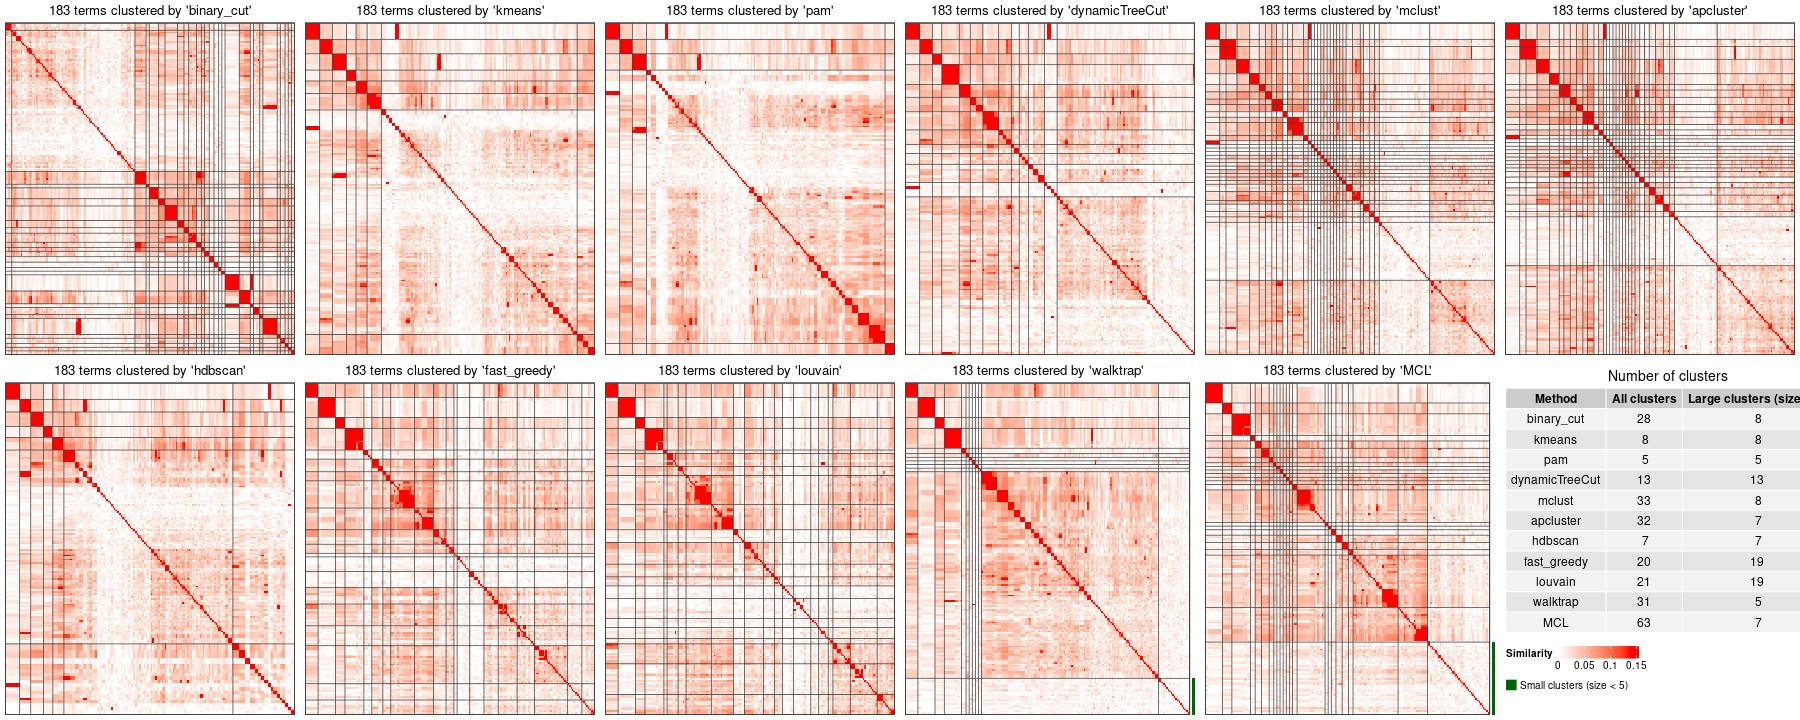 183 terms clustered by 'binary_cut'
183 terms clustered by 'kmeans'
183 terms clustered by 'pam'
183 terms clustered by 'dynamicTreeCut'
183 terms clustered by 'mclust'
183 terms clustered by 'apcluster'
183 terms clustered by 'hdbscan'
183 terms clustered by 'fast_greedy'
183 terms clustered by 'louvain'
183 terms clustered by 'walktrap'
183 terms clustered by 'MCL'
Number of clusters
Method All clusters Large clusters (size
binary_cut 28 8
kmeans 8 8
pam 5 5
dynamicTreeCut 13 13
mclust 33 8
apcluster 32 7
hdbscan 7 7
fast_greedy 20 19
louvain 21 19
walktrap 31 5
MCL 63 7
Similarity
0 0.05 0.1 0.15
Small clusters (size < 5)